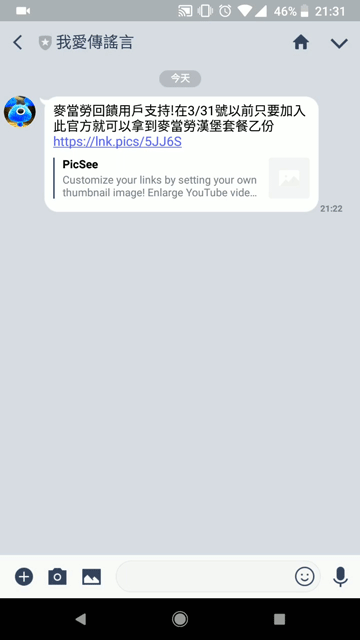 46% 21:31
我愛傳謠言
今天
麥當勞回饋用戶支持!在3/31號以前只要加入
此官方就可以拿到麥當勞漢堡套餐乙份
https://lnk.pics/5JJ6S
PicSee
Customize your links by setting your own
thumbnail image! Enlarge YouTube vide...
21:22